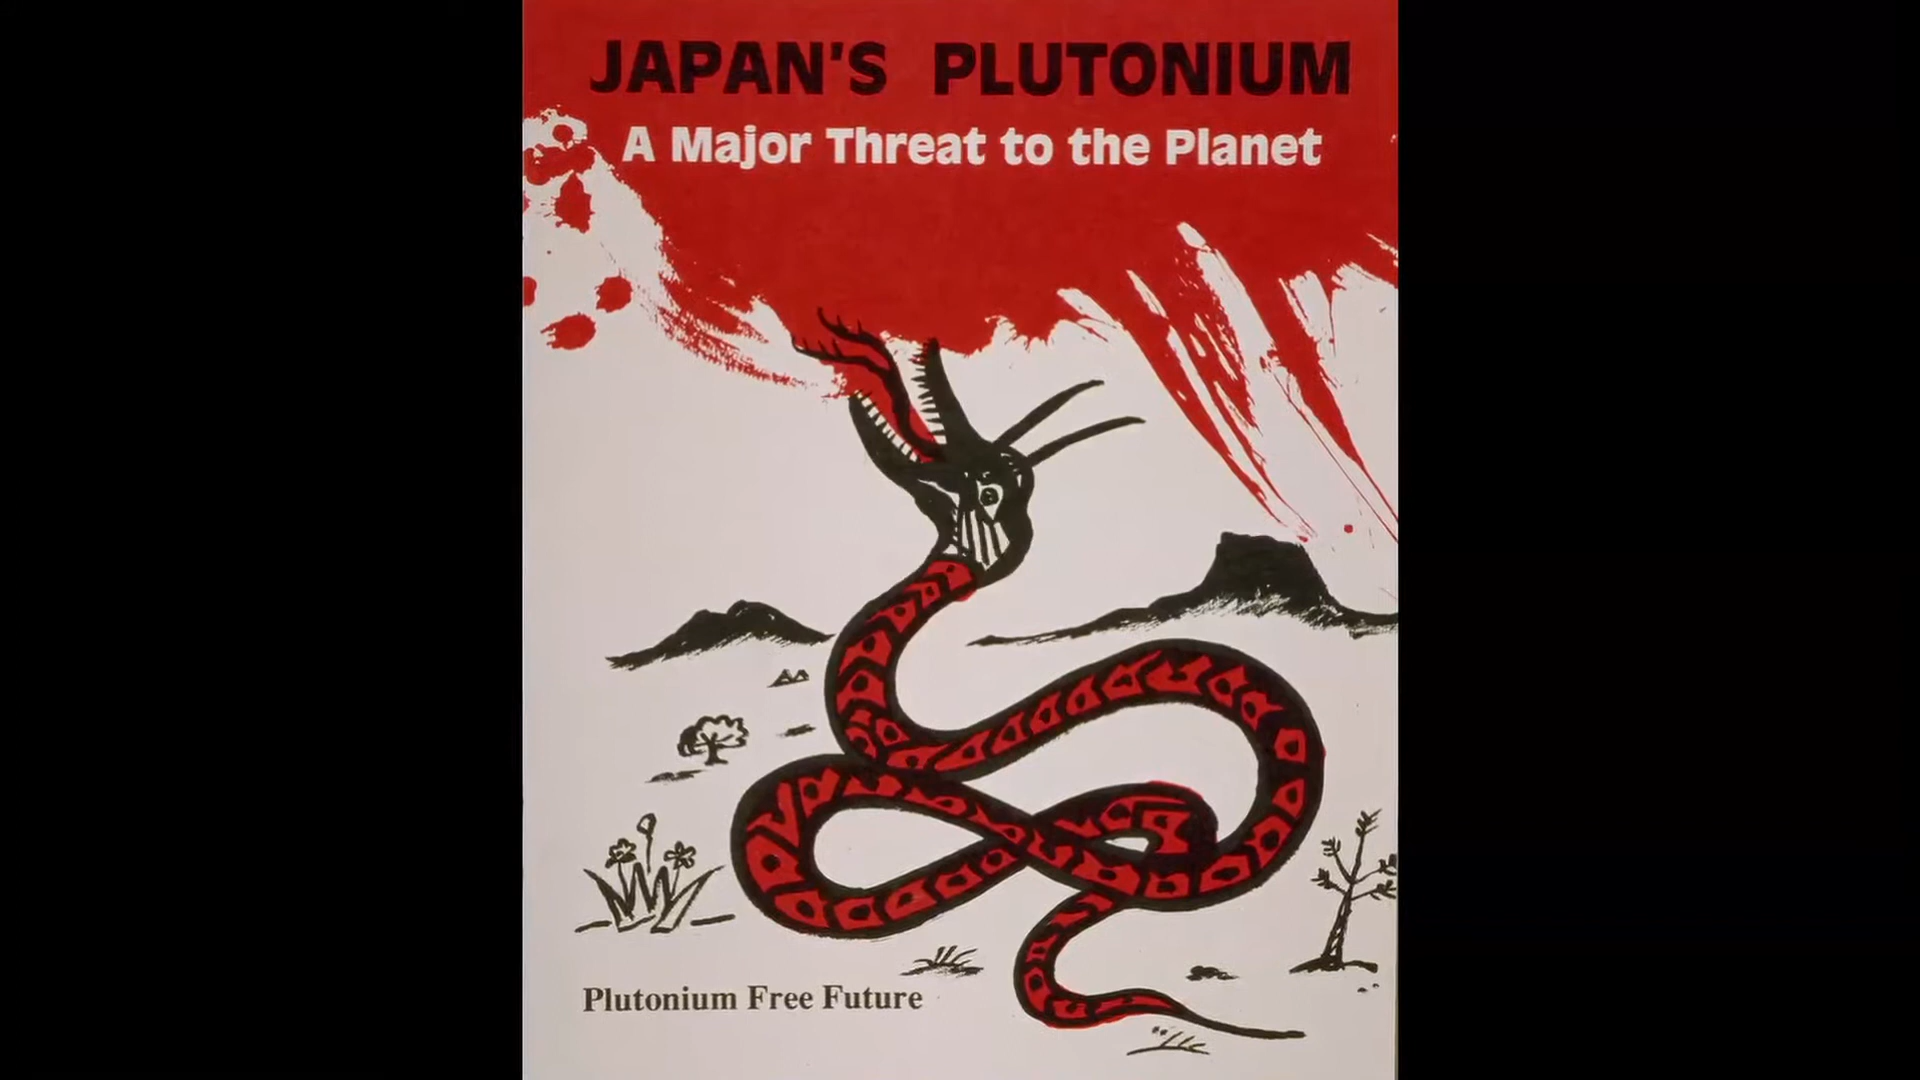 JAPAN'S PLUTONIUM
A Major Threat to the Planet
Plutonium Free Future